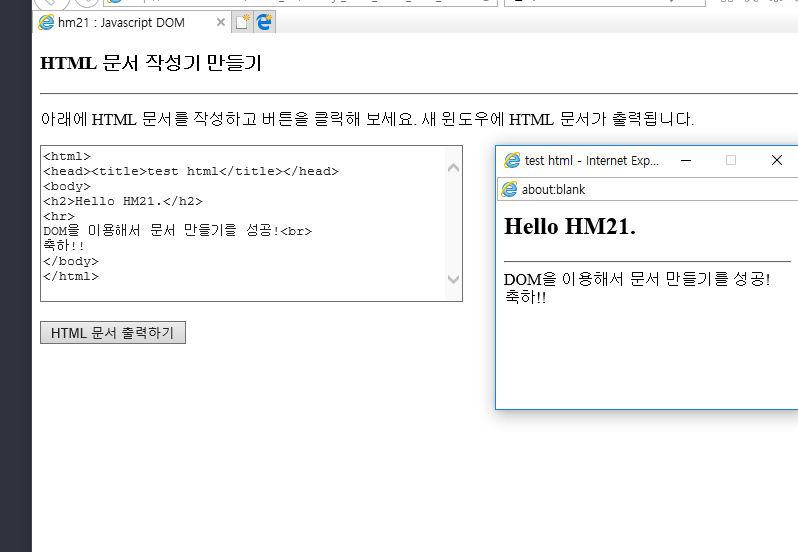 hm21 : Javascript DOM
HTML 문서 작성기 만들기
아래에 HTML 문서를 작성하고 버튼을 클릭해 보세요. 새 윈도우에 HTML 문서가 출력됩니다.
<html>
<head><title>test html</title></head>
<body>
<h2>Hello HM21.</h2>
<hr>
DOM을 이용해서 문서 만들기를 성공!<br>
축하!!
</body>
</html>
HTML 문서 출력하기
test html - Internet Exp...
about:blank
Hello HM21.
DOM을 이용해서 문서 만들기를 성공!
축하!!